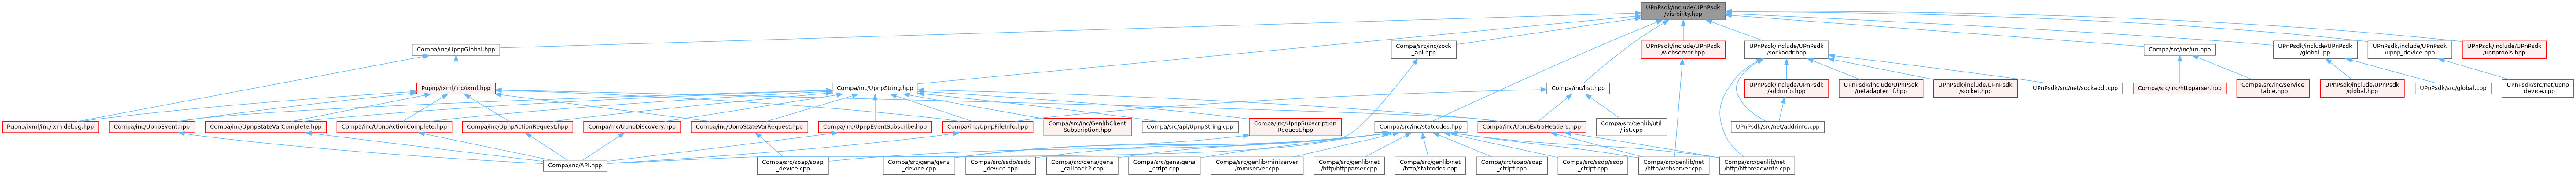 UPnPsdk/include/UPnPsdk
/visibility.hpp
Compa/inc/UpnpGlobal.hpp
Compa/src/inc/sock
_api.hpp
UPnPsdk/include/UPnPsdk
/webserver.hpp
UPnPsdk/include/UPnPsdk
/sockaddr.hpp
Compa/src/inc/uri.hpp
UPnPsdk/include/UPnPsdk
/global.ipp
UPnPsdk/include/UPnPsdk
/upnp_device.hpp
UPnPsdk/include/UPnPsdk
/upnptools.hpp
Pupnp/ixml/inc/ixml.hpp
Compa/inc/UpnpString.hpp
Compa/inc/list.hpp
UPnPsdk/include/UPnPsdk
/addrinfo.hpp
UPnPsdk/include/UPnPsdk
/netadapter_if.hpp
UPnPsdk/include/UPnPsdk
/socket.hpp
UPnPsdk/src/net/sockaddr.cpp
Compa/src/inc/httpparser.hpp
Compa/src/inc/service
_table.hpp
UPnPsdk/include/UPnPsdk
/global.hpp
UPnPsdk/src/global.cpp
UPnPsdk/src/net/upnp
_device.cpp
Pupnp/ixml/inc/ixmldebug.hpp
Compa/inc/UpnpEvent.hpp
Compa/inc/UpnpStateVarComplete.hpp
Compa/inc/UpnpActionComplete.hpp
Compa/inc/UpnpActionRequest.hpp
Compa/inc/UpnpDiscovery.hpp
Compa/inc/UpnpStateVarRequest.hpp
Compa/inc/UpnpEventSubscribe.hpp
Compa/inc/UpnpFileInfo.hpp
Compa/src/inc/GenlibClient
Subscription.hpp
Compa/src/api/UpnpString.cpp
Compa/inc/UpnpSubscription
Request.hpp
Compa/src/inc/statcodes.hpp
Compa/inc/UpnpExtraHeaders.hpp
Compa/src/genlib/util
/list.cpp
UPnPsdk/src/net/addrinfo.cpp
Compa/inc/API.hpp
Compa/src/soap/soap
_device.cpp
Compa/src/gena/gena
_device.cpp
Compa/src/ssdp/ssdp
_device.cpp
Compa/src/gena/gena
_callback2.cpp
Compa/src/gena/gena
_ctrlpt.cpp
Compa/src/genlib/miniserver
/miniserver.cpp
Compa/src/genlib/net
/http/httpparser.cpp
Compa/src/genlib/net
/http/statcodes.cpp
Compa/src/soap/soap
_ctrlpt.cpp
Compa/src/ssdp/ssdp
_ctrlpt.cpp
Compa/src/genlib/net
/http/webserver.cpp
Compa/src/genlib/net
/http/httpreadwrite.cpp